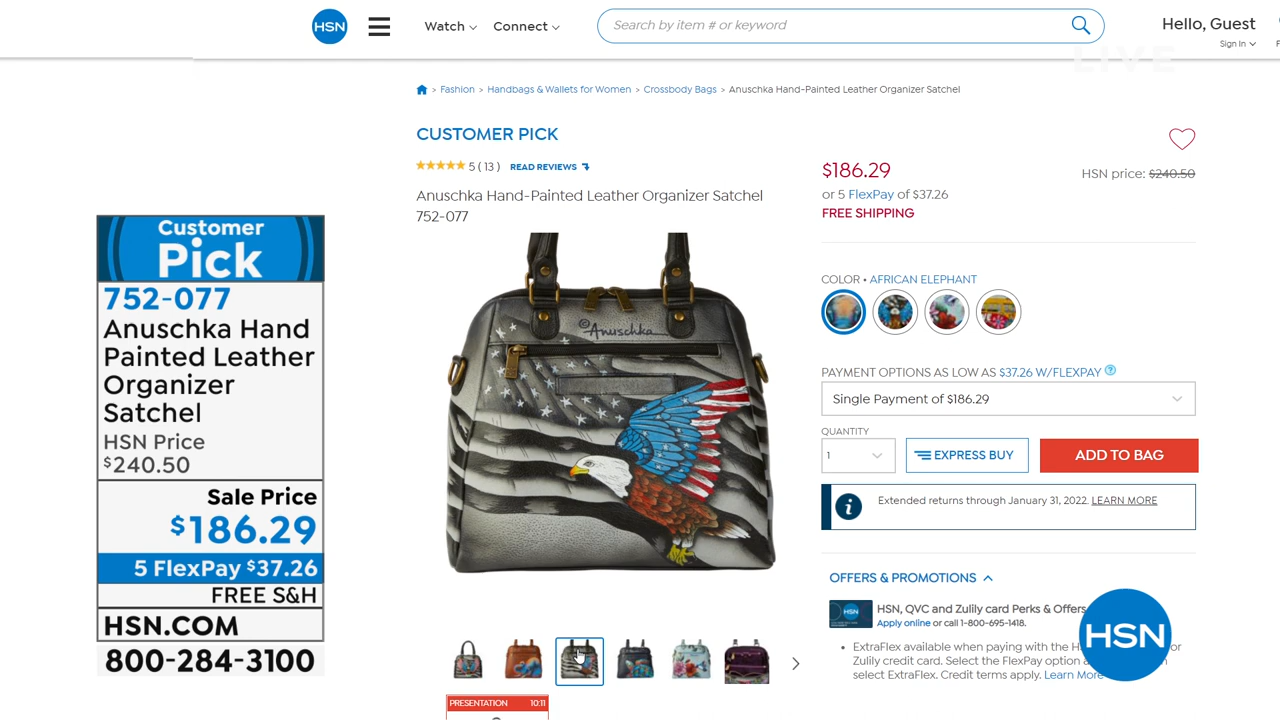 HSN
Watch
Connect
Search by item # or keyword
Hello, Guest
Sign In
LIVE
> Fashion > Handbags & Wallets for Women > Crossbody Bags > Anuschka Hand-Painted Leather Organizer Satchel
CUSTOMER PICK
5 ( 13 ) READ REVIEWS
Anuschka Hand-Painted Leather Organizer Satchel
752-077
©Anuschka
$186.29
HSN price: $240.50
or 5 FlexPay of $37.26
FREE SHIPPING
COLOR • AFRICAN ELEPHANT
PAYMENT OPTIONS AS LOW AS $37.26 W/FLEXPAY ?
Single Payment of $186.29
QUANTITY
1
EXPRESS BUY
ADD TO BAG
i
Extended returns through January 31, 2022. LEARN MORE
OFFERS & PROMOTIONS
HSN
HSN, QVC and Zulily card Perks & Offers
Apply online or call 1-800-695-1418.
• ExtraFlex available when paying with the H or
Zulily credit card. Select the FlexPay option a
select ExtraFlex. Credit terms apply. Learn More
HSN
PRESENTATION 10:11
Customer
Pick
752-077
Anuschka Hand
Painted Leather
Organizer
Satchel
HSN Price
$240.50
Sale Price
$186.29
5 FlexPay $37.26
FREE S&H
HSN.COM
800-284-3100